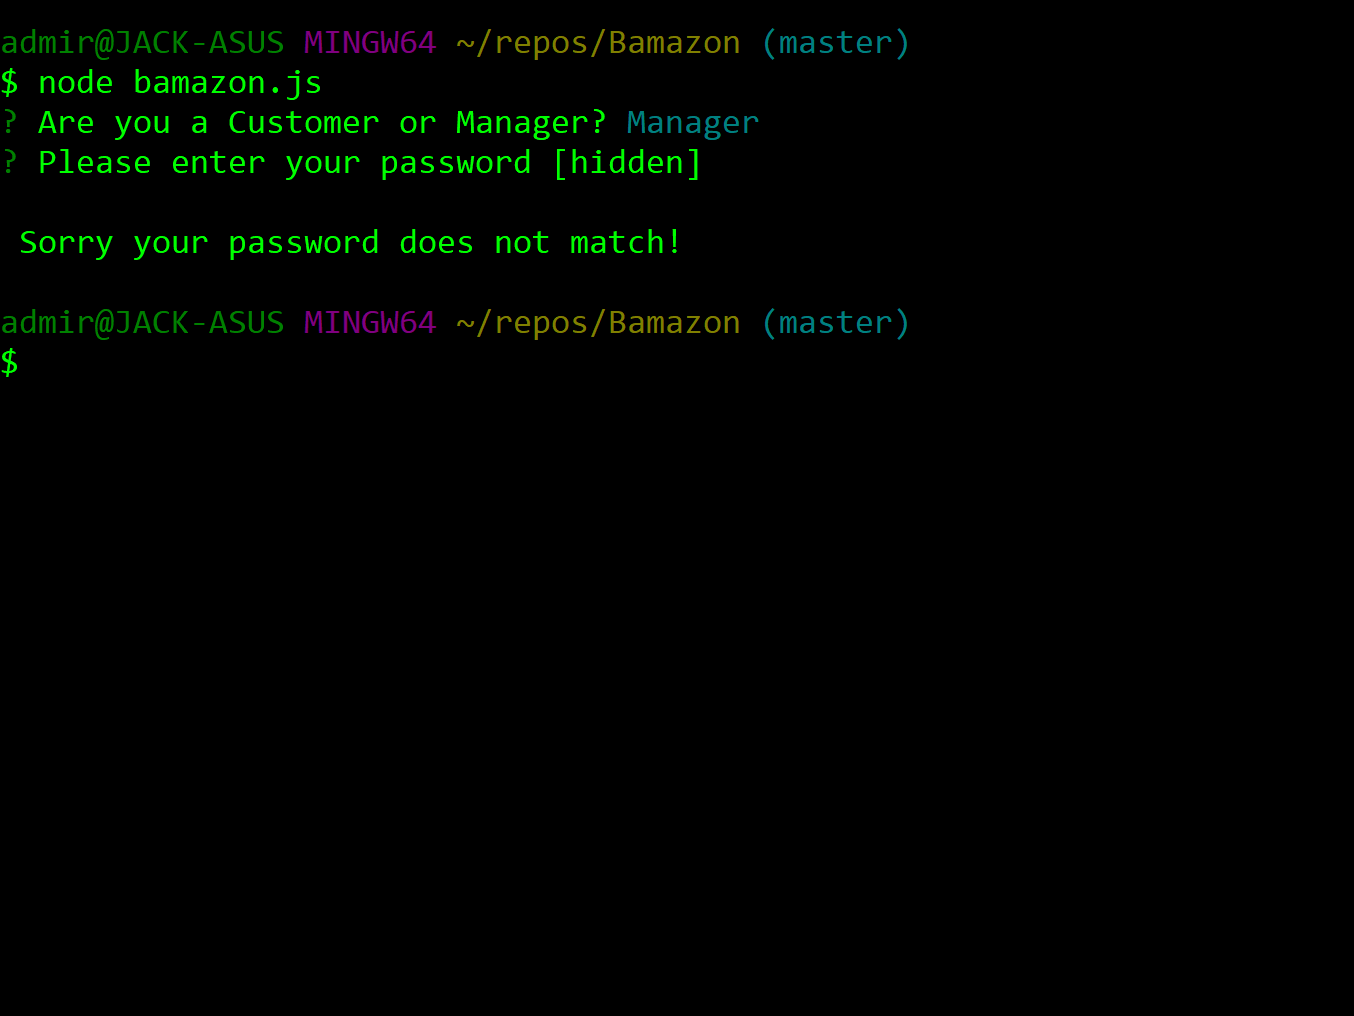 admir@JACK-ASUS MINGW64 ~/repos/Bamazon (master)
$ node bamazon.js
? Are you a Customer or Manager? Manager
? Please enter your password [hidden]
Sorry your password does not match!
admir@JACK-ASUS MINGW64 ~/repos/Bamazon (master)
$